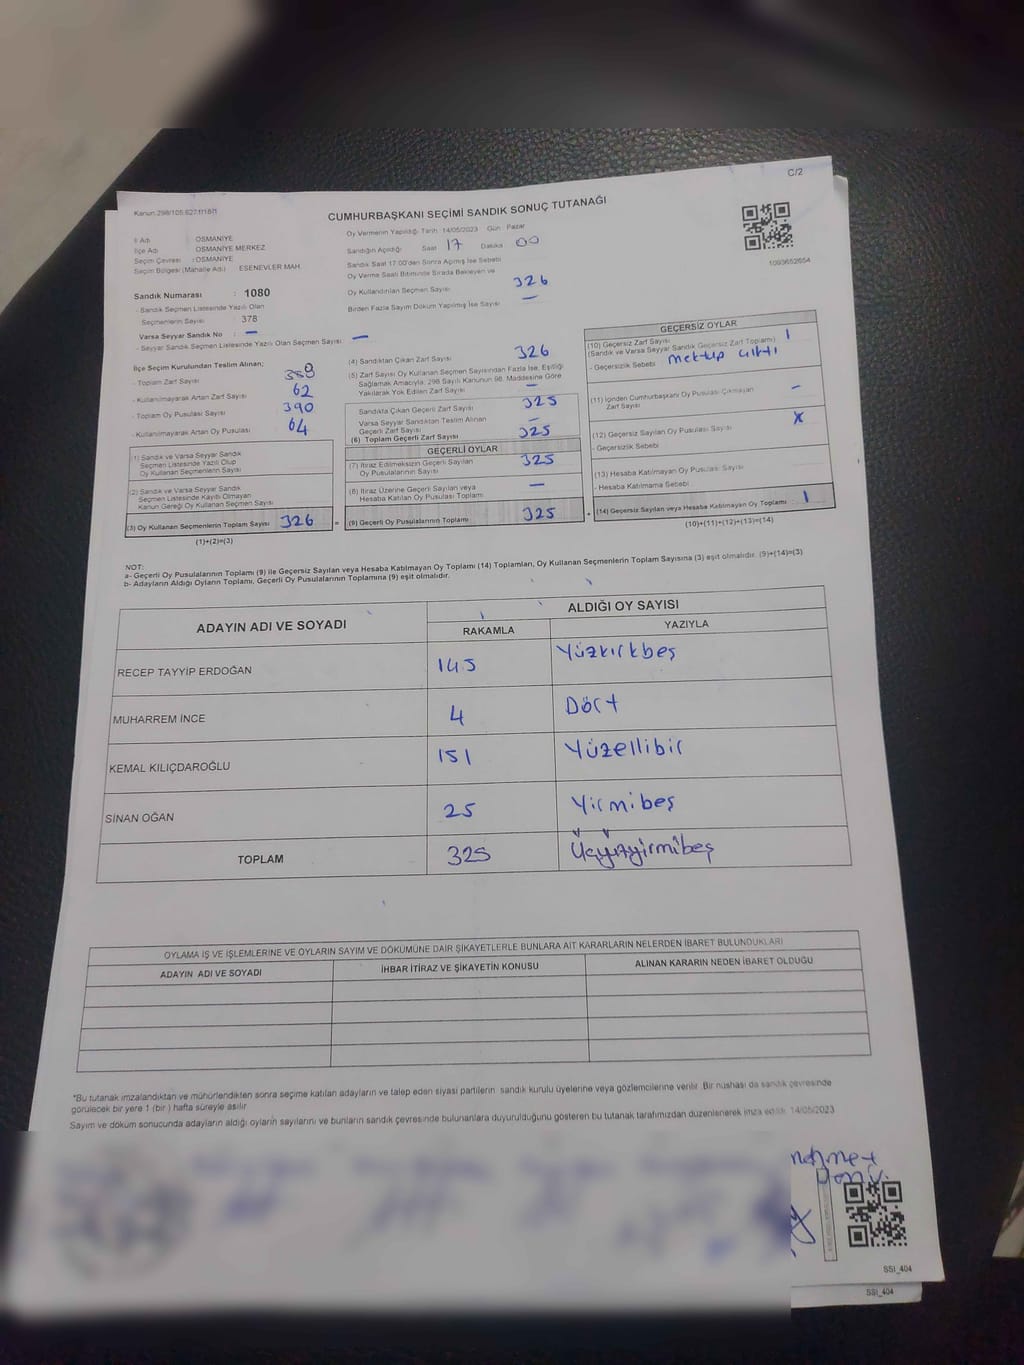 C/2
Kanun:298/105,627/f18/1
CUMHURBAŞKANI SEÇİMİ SANDIK SONUÇ TUTANAĞI
İl Adı OSMANİYE
İlçe Adı OSMANİYE MERKEZ
Seçim Çevresi : OSMANİYE
Seçim Bölgesi (Mahalle Adı) ESENEVLER MAH.
Sandık Numarası : 1080
- Sandık Seçmen Listesinde Yazılı Olan
Seçmenlerin Sayısı : 378
Varsa Seyyar Sandık No : –
- Seyyar Sandık Seçmen Listesinde Yazılı Olan Seçmen Sayısı –
Oy Vermenin Yapıldığı Tarih: 14/05/2023 Gün: Pazar
Sandığın Açıldığı Saat 17 Dakika 00
Sandık Saat 17:00'den Sonra Açmış İse Sebebi
Oy Verme Saati Bitiminde Sırada Bekleyen ve
Oy Kullandırılan Seçmen Sayısı 326
Birden Fazla Sayım Döküm Yapılmış İse Sayısı –
1093652654
İlçe Seçim Kurulundan Teslim Alınan;
- Toplam Zarf Sayısı
- Kullanılmayarak Artan Zarf Sayısı 62
- Toplam Oy Pusulası Sayısı 390
- Kullanılmayarak Artan Oy Pusulası 64
(1) Sandık ve Varsa Seyyar Sandık
Seçmen Listesinde Yazılı Olup
Oy Kullanan Seçmenlerin Sayısı
(2) Sandık ve Varsa Seyyar Sandık
Seçmen Listesinde Kayıtlı Olmayan
Kanun Gereği Oy Kullanan Seçmen Sayısı
(3) Oy Kullanan Seçmenlerin Toplam Sayısı 326
(1)+(2)=(3)
(4) Sandıktan Çıkan Zarf Sayısı 326
(5) Zarf Sayısı Oy Kullanan Seçmen Sayısından Fazla İse, Eşitliği
Sağlamak Amacıyla, 298 Sayılı Kanunun 98. Maddesine Göre
Yakılarak Yok Edilen Zarf Sayısı –
Sandıkta Çıkan Geçerli Zarf Sayısı 325
Varsa Seyyar Sandıktan Teslim Alınan
Geçerli Zarf Sayısı –
(6) Toplam Geçerli Zarf Sayısı 325
GEÇERLİ OYLAR
(7) İtiraz Edilmeksizin Geçerli Sayılan
Oy Pusulalarının Sayısı 325
(8) İtiraz Üzerine Geçerli Sayılan veya
Hesaba Katılan Oy Pusulası Toplamı –
(9) Geçerli Oy Pusulalarının Toplamı 325
GEÇERSİZ OYLAR
(10) Geçersiz Zarf Sayısı 1
(Sandık ve Varsa Seyyar Sandık Geçersiz Zarf Toplamı)
- Geçersizlik Sebebi mektup çıktı
(11) İçinden Cumhurbaşkanı Oy Pusulası Çıkmayan
Zarf Sayısı –
(12) Geçersiz Sayılan Oy Pusulası Sayısı X
- Geçersizlik Sebebi
(13) Hesaba Katılmayan Oy Pusulası Sayısı
- Hesaba Katılmama Sebebi
(14) Geçersiz Sayılan veya Hesaba Katılmayan Oy Toplamı 1
(10)+(11)+(12)+(13)=(14)
NOT:
a- Geçerli Oy Pusulalarının Toplamı (9) ile Geçersiz Sayılan veya Hesaba Katılmayan Oy Toplamı (14) Toplamları, Oy Kullanan Seçmenlerin Toplam Sayısına (3) eşit olmalıdır. (9)+(14)=(3)
b- Adayların Aldığı Oyların Toplamı, Geçerli Oy Pusulalarının Toplamına (9) eşit olmalıdır.
ADAYIN ADI VE SOYADI
ALDIĞI OY SAYISI
RAKAMLA YAZIYLA
RECEP TAYYİP ERDOĞAN 145 Yüzkırkbeş
MUHARREM İNCE 4 Dört
KEMAL KILIÇDAROĞLU 151 Yüzellibir
SİNAN OĞAN 25 Yirmibeş
TOPLAM 325 Üçyüzyirmibeş
OYLAMA İŞ VE İŞLEMLERİNE VE OYLARIN SAYIM VE DÖKÜMÜNE DAİR ŞİKAYETLERLE BUNLARA AİT KARARLARIN NELERDEN İBARET BULUNDUKLARI
ADAYIN ADI VE SOYADI İHBAR İTİRAZ VE ŞİKAYETİN KONUSU ALINAN KARARIN NEDEN İBARET OLDUĞU
*Bu tutanak imzalandıktan ve mühürlendikten sonra seçime katılan adayların ve talep eden siyasi partilerin sandık kurulu üyelerine veya gözlemcilerine verilir. Bir nüshası da sandık çevresinde
görülecek bir yere 1 (bir) hafta süreyle asılır.
Sayım ve döküm sonucunda adayların aldığı oyların sayılarını ve bunların sandık çevresinde bulunanlara duyurulduğunu gösteren bu tutanak tarafımızdan düzenlenerek imza edildi. 14/05/2023
SSI_404
SSI_404